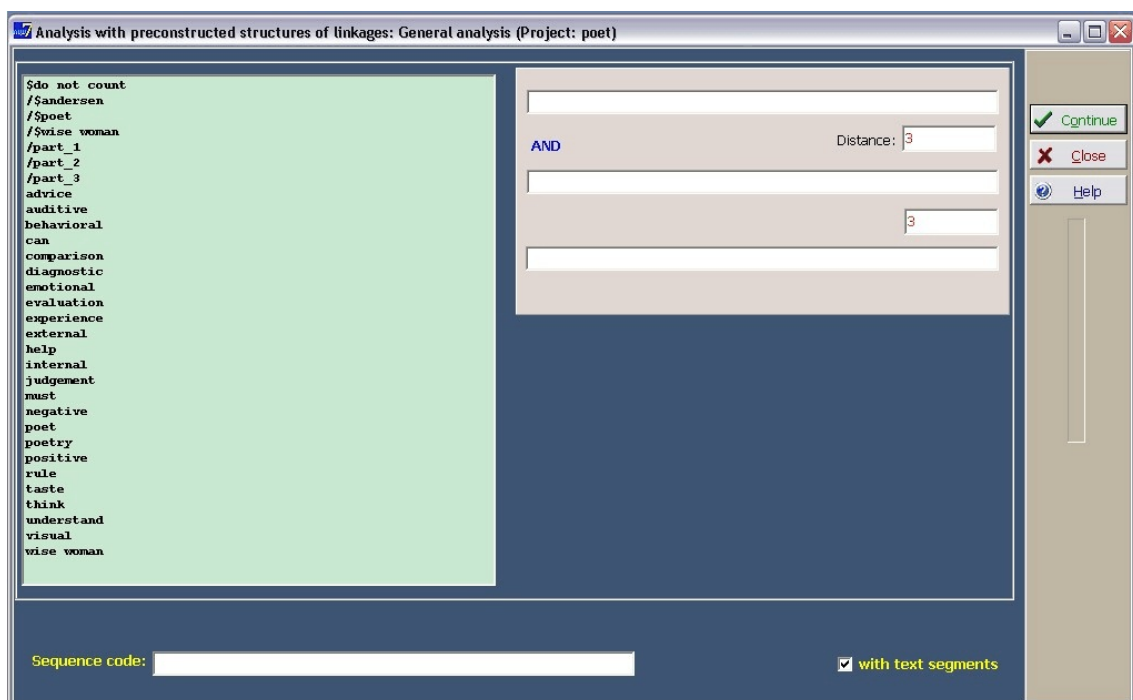 Analysis with preconstructed structures of linkages: General analysis (Project: poet)
$do not count
/$andersen
/$poet
/$wise woman
/part_1
/part_2
/part_3
advice
auditive
behavioral
can
comparison
diagnostic
emotional
evaluation
experience
external
help
internal
judgement
must
negative
poet
poetry
positive
rule
taste
think
understand
visual
wise woman
AND
Distance: 3
3
Continue
Close
Help
Sequence code:
with text segments